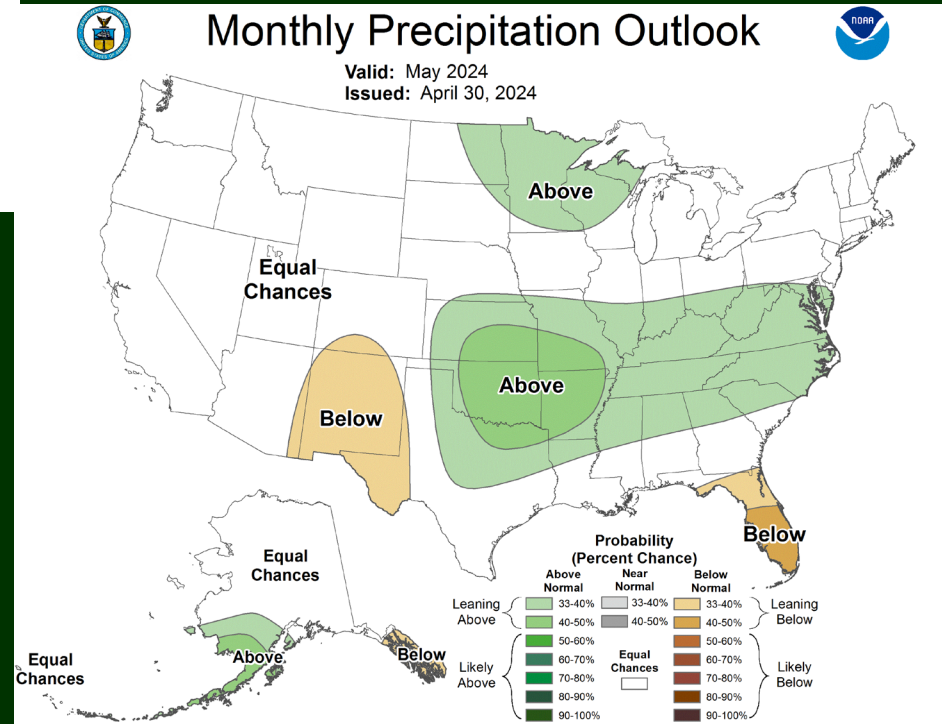 Monthly Precipitation Outlook
NOAA
Valid: May 2024
Issued: April 30, 2024
Above
Equal
Chances
Above
Below
Below
Equal
Chances
Above
Below
Equal
Chances
Probability
(Percent Chance)
Above
Normal
Near
Normal
Below
Normal
Leaning
Above
33-40%
33-40%
33-40%
Leaning
Below
40-50%
40-50%
40-50%
Likely
Above
50-60%
50-60%
Likely
Below
60-70%
Equal
Chances
60-70%
70-80%
70-80%
80-90%
80-90%
90-100%
90-100%